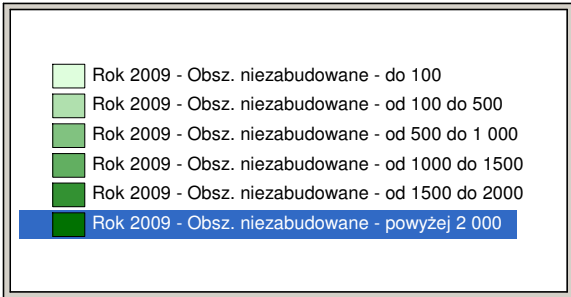 Rok 2009 - Obsz. niezabudowane - do 100
Rok 2009 - Obsz. niezabudowane - od 100 do 500
Rok 2009 - Obsz. niezabudowane - od 500 do 1 000
Rok 2009 - Obsz. niezabudowane - od 1000 do 1500
Rok 2009 - Obsz. niezabudowane - od 1500 do 2000
Rok 2009 - Obsz. niezabudowane - powyżej 2 000